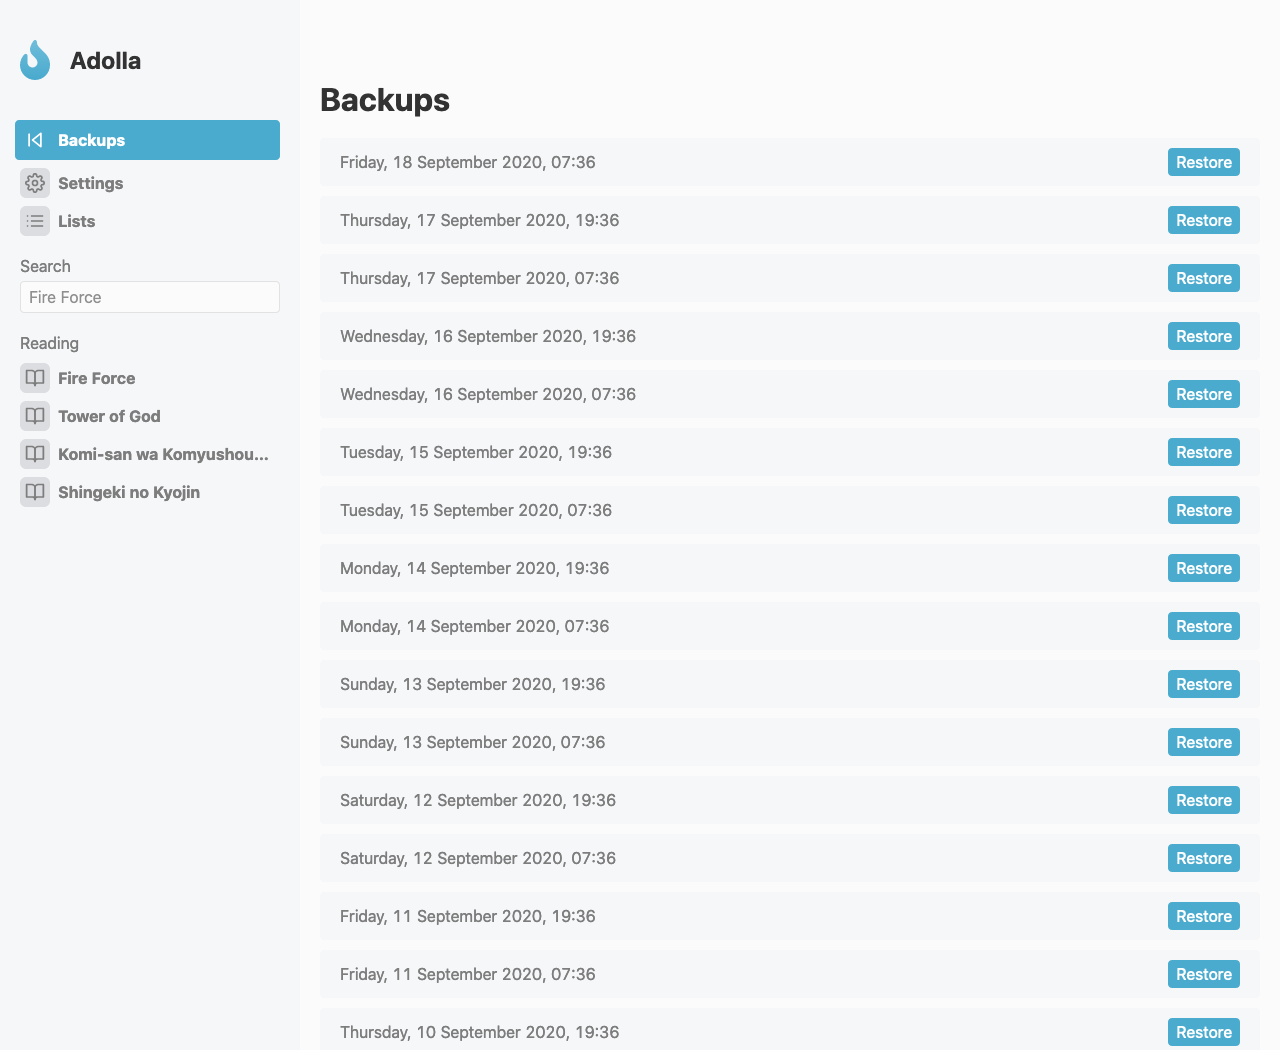 Adolla
Backups
Settings
Lists
Search
Fire Force
Reading
Fire Force
Tower of God
Komi-san wa Komyushou...
Shingeki no Kyojin
Backups
Friday, 18 September 2020, 07:36 Restore
Thursday, 17 September 2020, 19:36 Restore
Thursday, 17 September 2020, 07:36 Restore
Wednesday, 16 September 2020, 19:36 Restore
Wednesday, 16 September 2020, 07:36 Restore
Tuesday, 15 September 2020, 19:36 Restore
Tuesday, 15 September 2020, 07:36 Restore
Monday, 14 September 2020, 19:36 Restore
Monday, 14 September 2020, 07:36 Restore
Sunday, 13 September 2020, 19:36 Restore
Sunday, 13 September 2020, 07:36 Restore
Saturday, 12 September 2020, 19:36 Restore
Saturday, 12 September 2020, 07:36 Restore
Friday, 11 September 2020, 19:36 Restore
Friday, 11 September 2020, 07:36 Restore
Thursday, 10 September 2020, 19:36 Restore